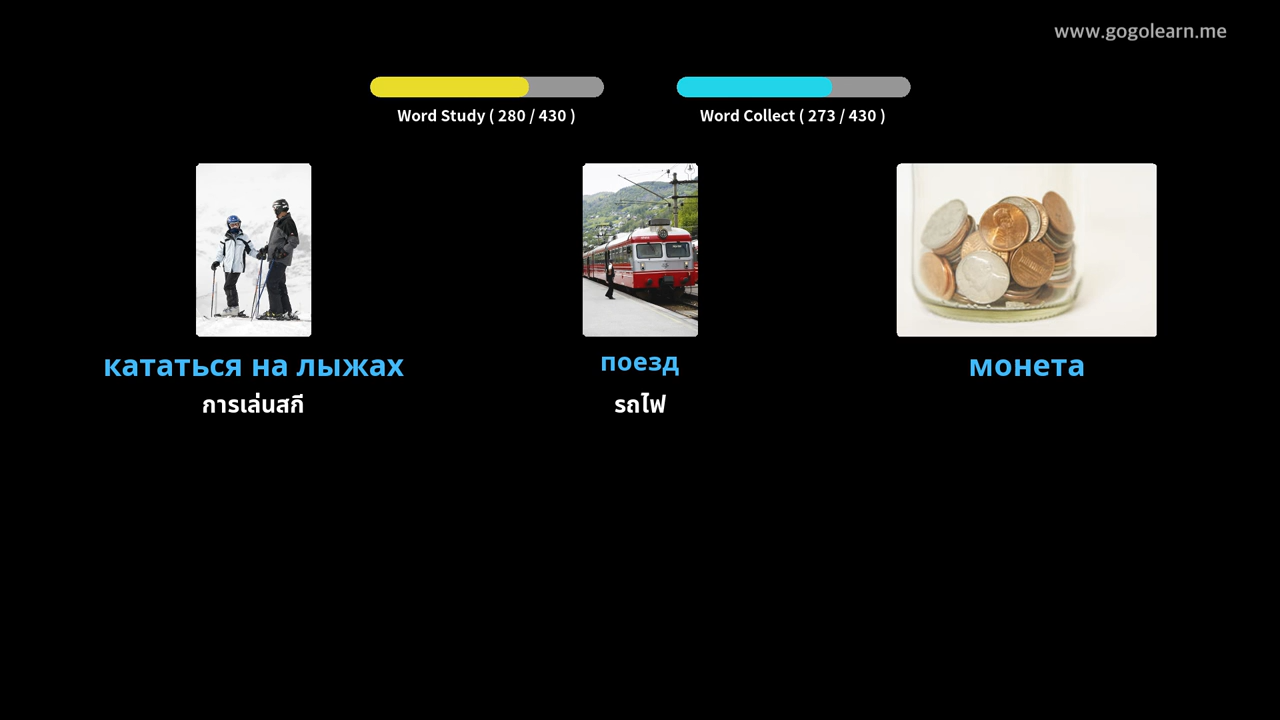 www.gogolearn.me
Word Study ( 280 / 430 )
Word Collect ( 273 / 430 )
кататься на лыжах
поезд
монета
การเล่นสกี
รถไฟ